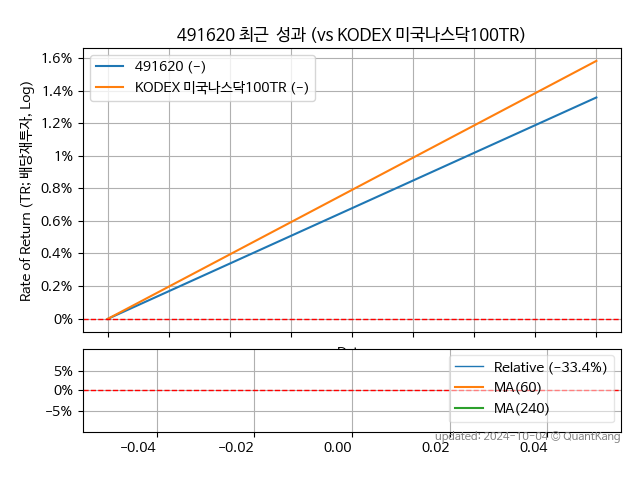 491620 최근 성과 (vs KODEX 미국나스닥100TR)
Rate of Return (TR: 배당재투자, Log)
1.6%
1.4%
1.2%
1%
0.8%
0.6%
0.4%
0.2%
0%
491620 (-)
KODEX 미국나스닥100TR (-)
5%
0%
-5%
Relative (-33.4%)
MA(60)
MA(240)
updated: 2024-10-04 © QuantKang
-0.04
-0.02
0.00
0.02
0.04